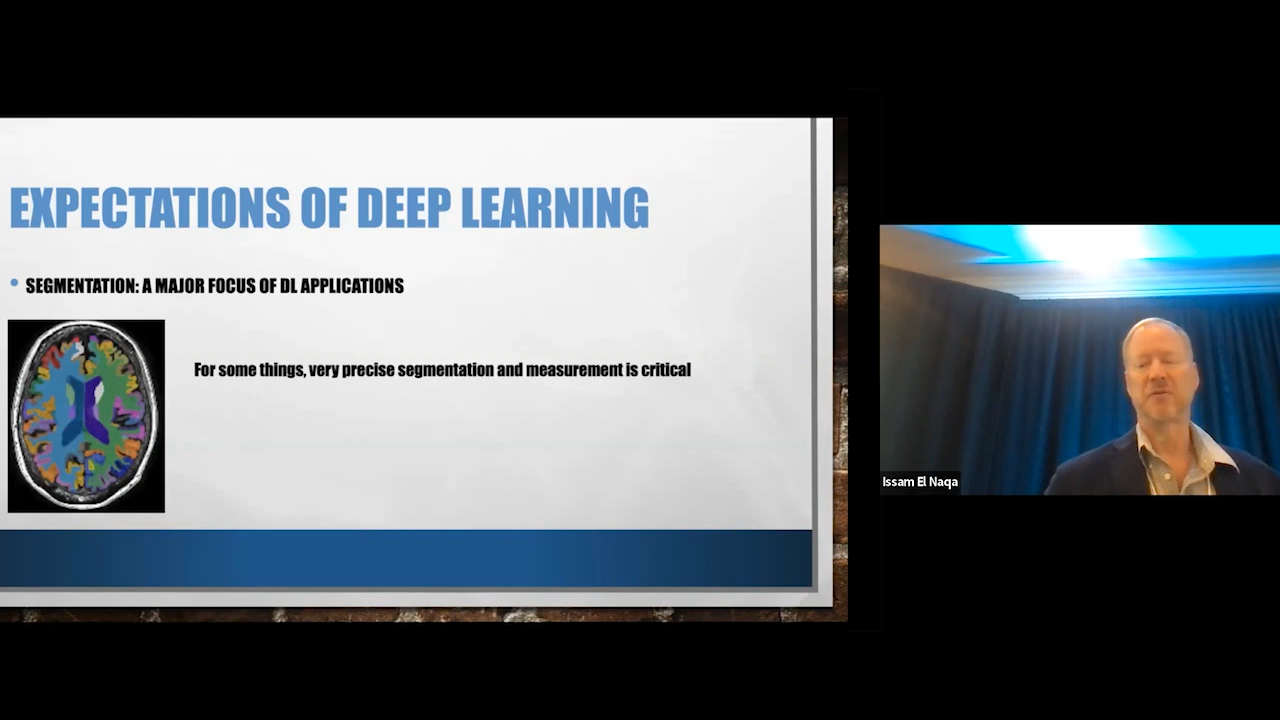 EXPECTATIONS OF DEEP LEARNING
• SEGMENTATION: A MAJOR FOCUS OF DL APPLICATIONS
For some things, very precise segmentation and measurement is critical
Issam El Naqa